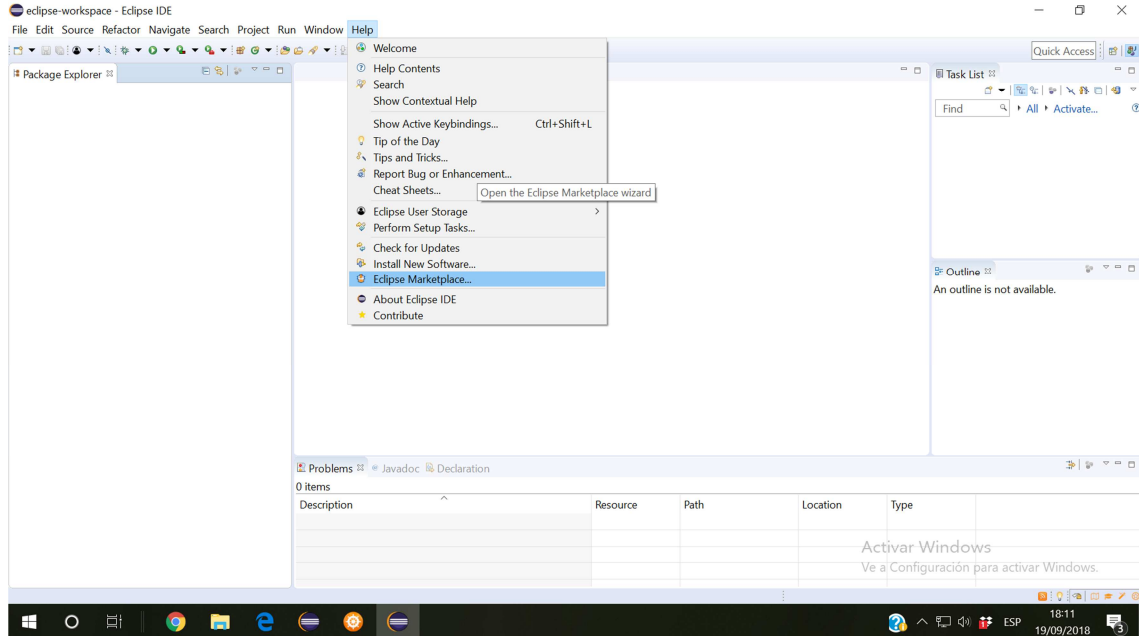 eclipse-workspace - Eclipse IDE
File Edit Source Refactor Navigate Search Project Run Window Help
Quick Access
Package Explorer
Welcome
Help Contents
Search
Show Contextual Help
Show Active Keybindings... Ctrl+Shift+L
Tip of the Day
Tips and Tricks...
Report Bug or Enhancement...
Cheat Sheets...
Open the Eclipse Marketplace wizard
Eclipse User Storage
Perform Setup Tasks...
Check for Updates
Install New Software...
Eclipse Marketplace...
About Eclipse IDE
Contribute
Task List
Find All Activate...
Outline
An outline is not available.
Problems Javadoc Declaration
0 items
Description Resource Path Location Type
Activar Windows
Ve a Configuración para activar Windows.
ESP
18:11
19/09/2018
3